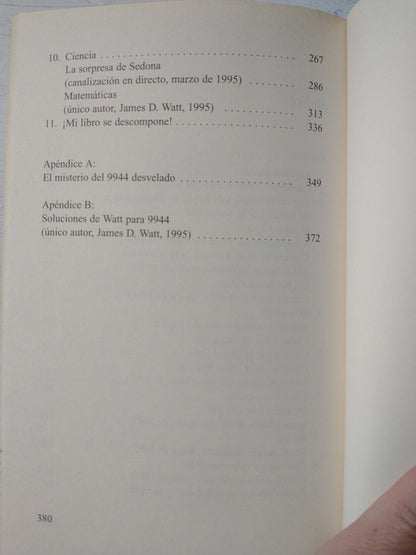 10. Ciencia . . . . . . . . . . . . . . . . . . . . . . . . . . . . . 267
La sorpresa de Sedona
(canalización en directo, marzo de 1995) . . . . . . . . 286
Matemáticas
(único autor, James D. Watt, 1995) . . . . . . . . . . . . . 313
11. ¡Mi libro se descompone! . . . . . . . . . . . . . . . . . . 336
Apéndice A:
El misterio del 9944 desvelado . . . . . . . . . . . . . . . . . 349
Apéndice B:
Soluciones de Watt para 9944
(único autor, James D. Watt, 1995) . . . . . . . . . . . . . . 372
380